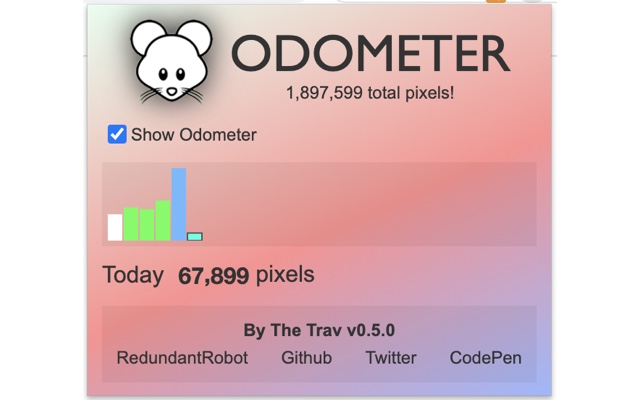 ODOMETER
1,897,599 total pixels!
Show Odometer
Today 67,899 pixels
By The Trav v0.5.0
RedundantRobot Github Twitter CodePen